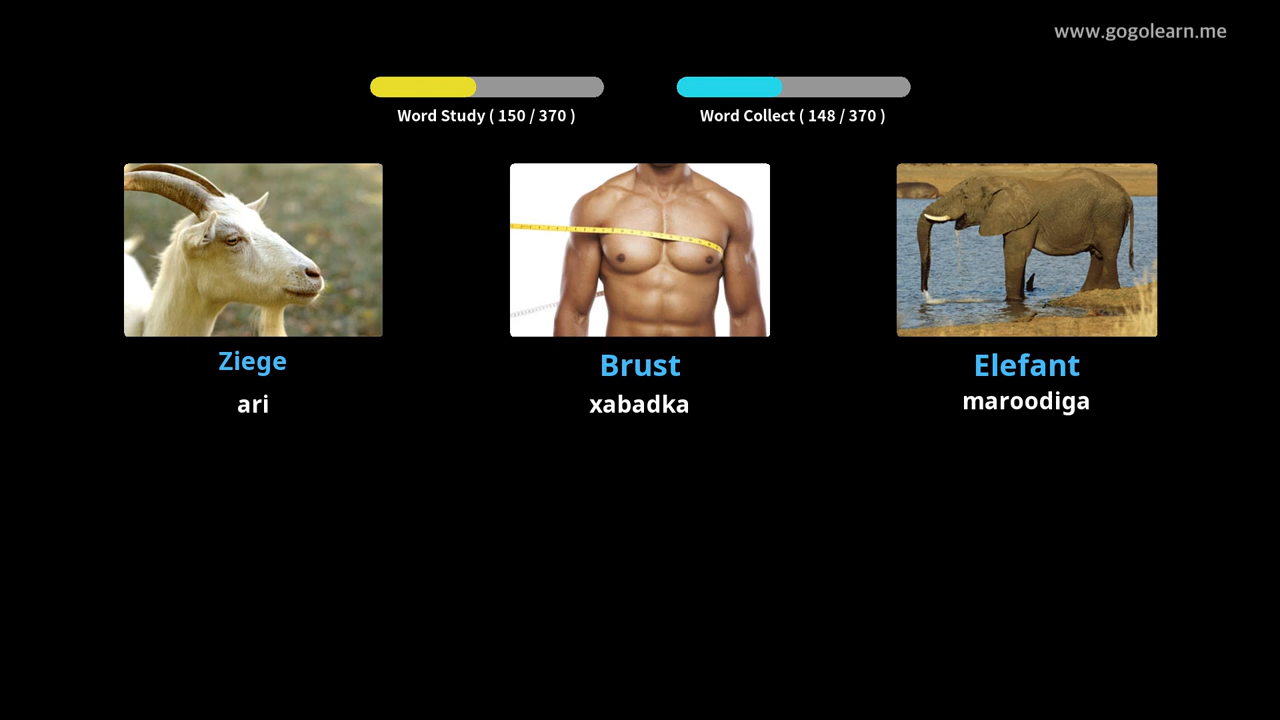 www.gogolearn.me
Word Study ( 150 / 370 )
Word Collect ( 148 / 370 )
Ziege
ari
Brust
xabadka
Elefant
maroodiga